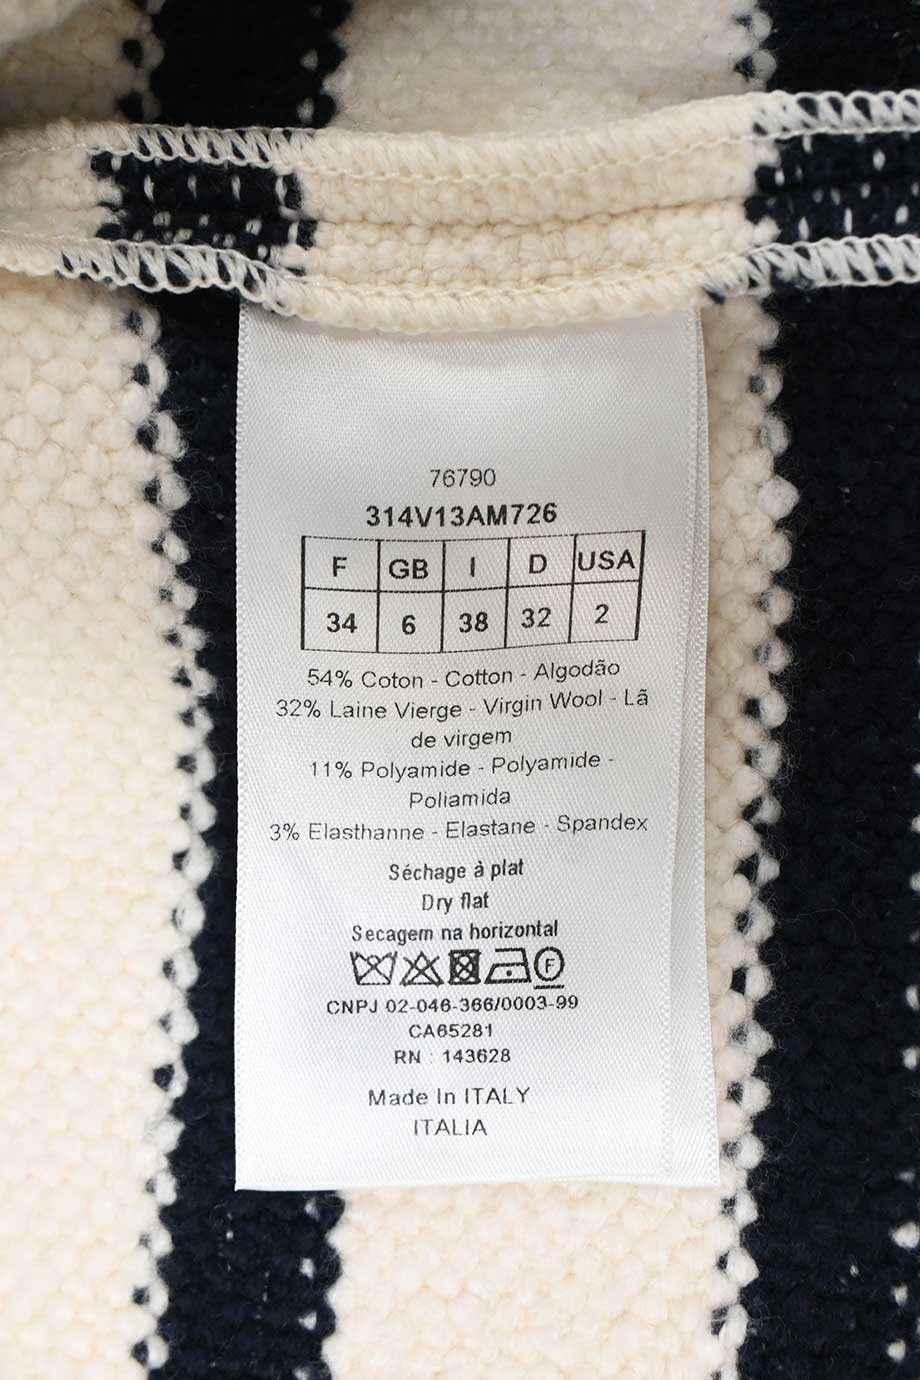 76790
314V13AM726
F GB I D USA
34 6 38 32 2
54% Coton - Cotton - Algodão
32% Laine Vierge - Virgin Wool - Lã
de virgem
11% Polyamide - Polyamide -
Poliamida
3% Elasthanne - Elastane - Spandex
Séchage à plat
Dry flat
Secagem na horizontal
F
CNPJ 02-046-366/0003-99
CA65281
RN : 143628
Made In ITALY
ITALIA